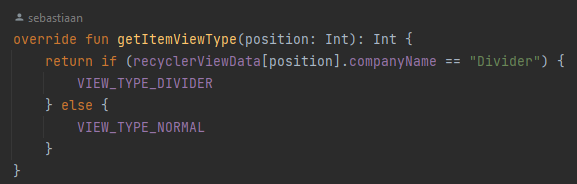 sebastiaan
override fun getItemViewType(position: Int): Int {
    return if (recyclerViewData[position].companyName == "Divider") {
        VIEW_TYPE_DIVIDER
    } else {
        VIEW_TYPE_NORMAL
    }
}